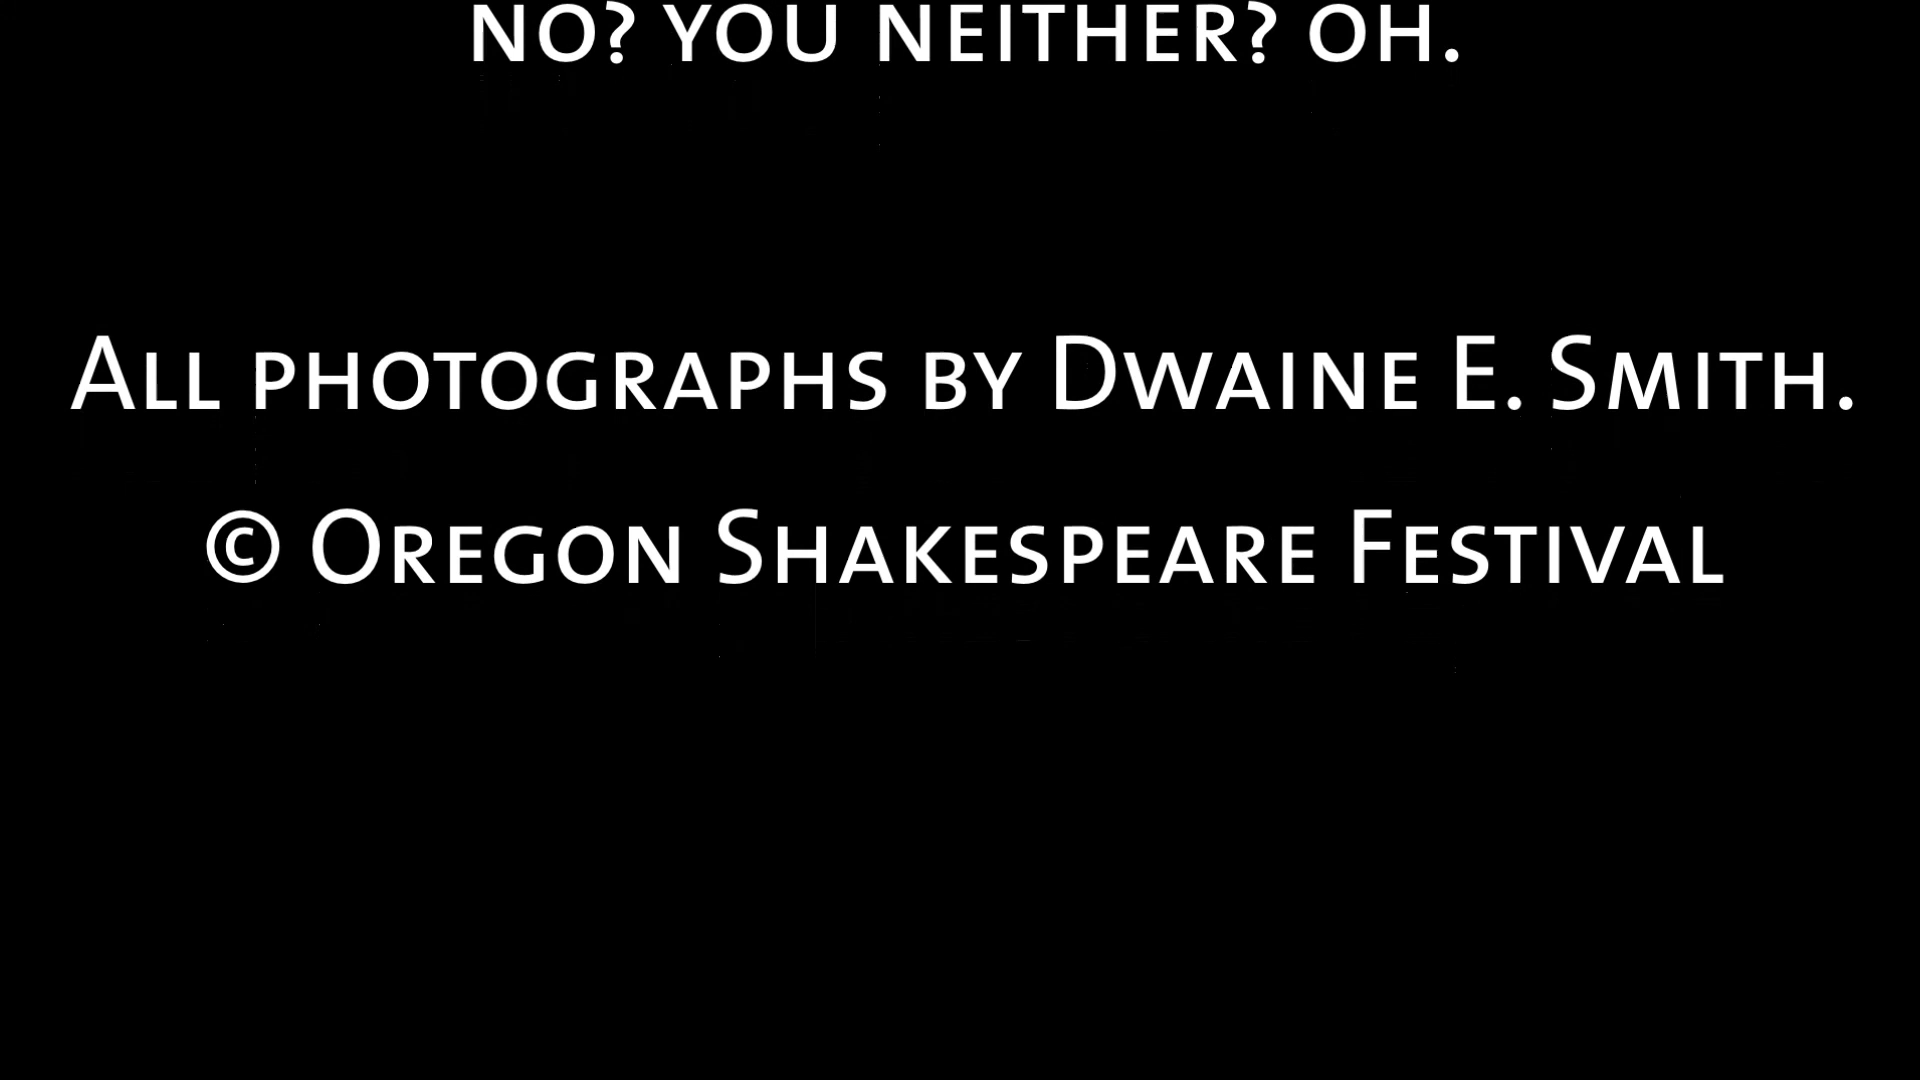 NO? YOU NEITHER? OH.
ALL PHOTOGRAPHS BY DWAINE E. SMITH.
© OREGON SHAKESPEARE FESTIVAL